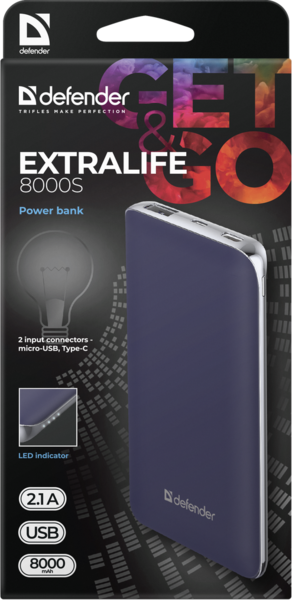 defender
GET
defender
TRIPLES MAKE PERFECTION
&
EXTRALIFE
GO
8000S
Power bank
2 input connectors -
micro-USB, Type-C
LED indicator
2.1 A
USB
8000
mAh
defender